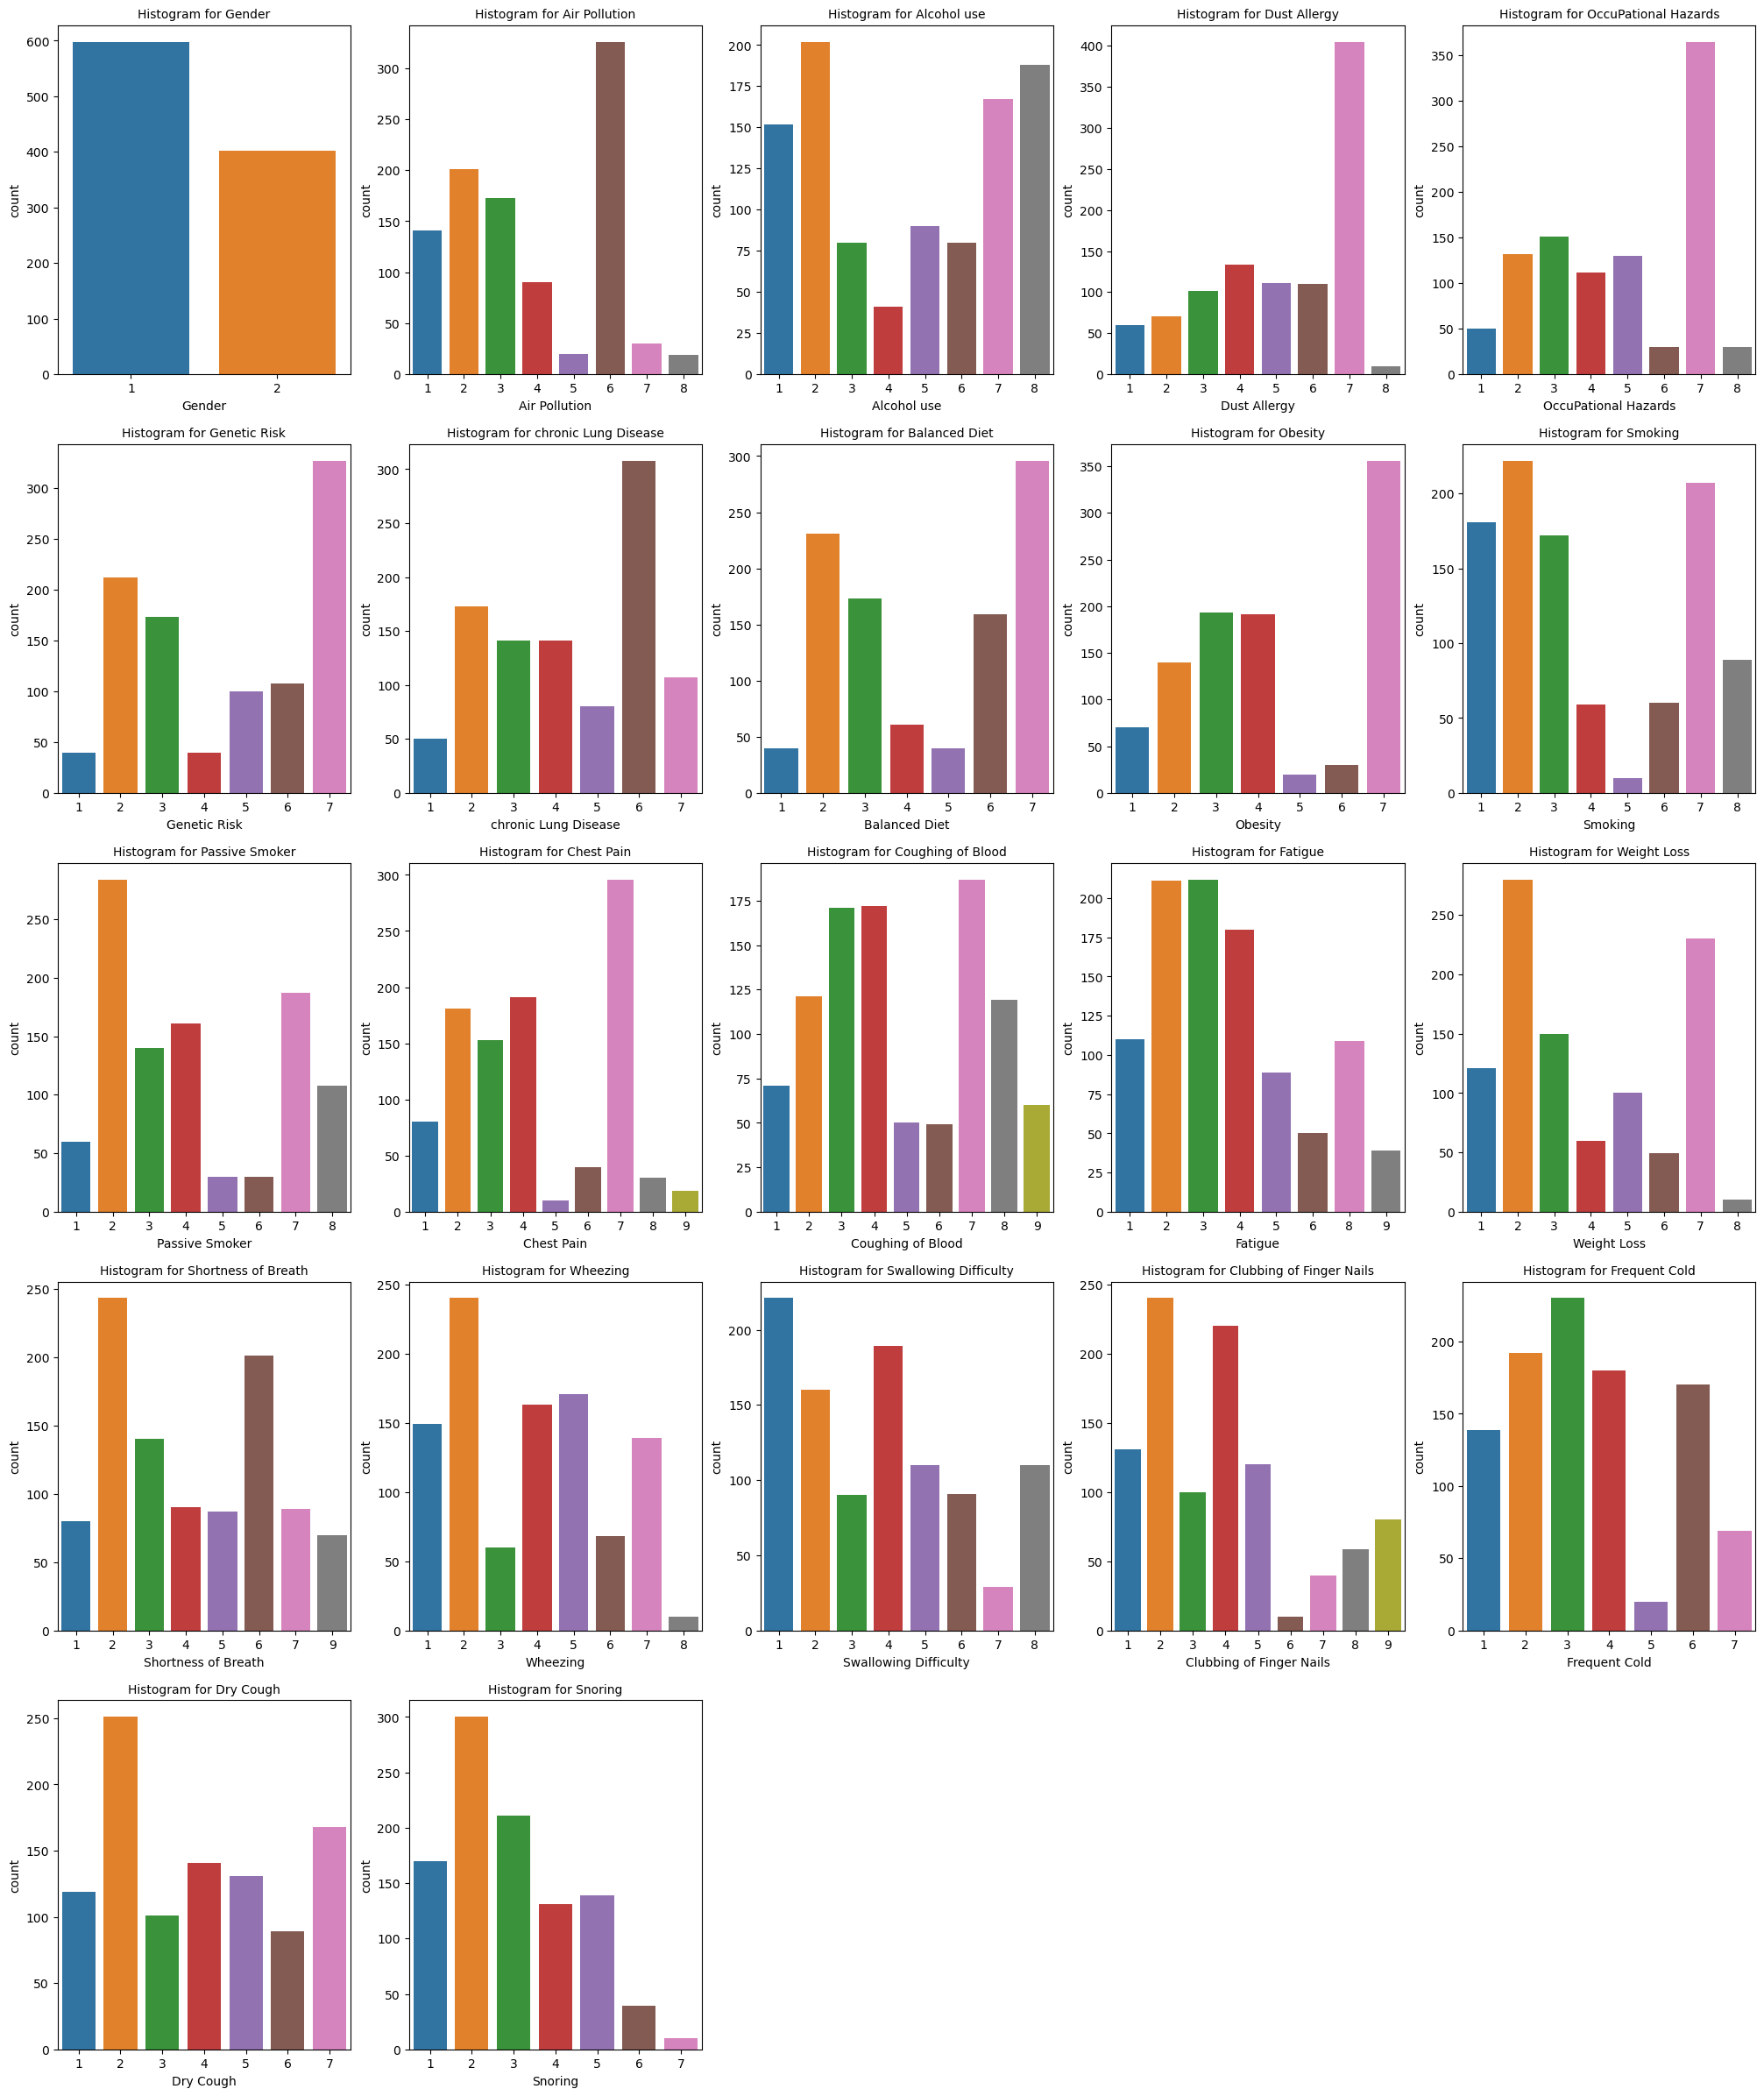 Histogram for Gender
600
500
400
300
200
100
0
count
1 2
Gender
Histogram for Air Pollution
300
250
200
150
100
50
0
count
1 2 3 4 5 6 7 8
Air Pollution
Histogram for Alcohol use
200
175
150
125
100
75
50
25
0
count
1 2 3 4 5 6 7 8
Alcohol use
Histogram for Dust Allergy
400
350
300
250
200
150
100
50
0
count
1 2 3 4 5 6 7 8
Dust Allergy
Histogram for OccuPational Hazards
350
300
250
200
150
100
50
0
count
1 2 3 4 5 6 7 8
OccuPational Hazards
Histogram for Genetic Risk
300
250
200
150
100
50
0
count
1 2 3 4 5 6 7
Genetic Risk
Histogram for chronic Lung Disease
300
250
200
150
100
50
0
count
1 2 3 4 5 6 7
chronic Lung Disease
Histogram for Balanced Diet
300
250
200
150
100
50
0
count
1 2 3 4 5 6 7
Balanced Diet
Histogram for Obesity
350
300
250
200
150
100
50
0
count
1 2 3 4 5 6 7
Obesity
Histogram for Smoking
200
150
100
50
0
count
1 2 3 4 5 6 7 8
Smoking
Histogram for Passive Smoker
250
200
150
100
50
0
count
1 2 3 4 5 6 7 8
Passive Smoker
Histogram for Chest Pain
300
250
200
150
100
50
0
count
1 2 3 4 5 6 7 8 9
Chest Pain
Histogram for Coughing of Blood
175
150
125
100
75
50
25
0
count
1 2 3 4 5 6 7 8 9
Coughing of Blood
Histogram for Fatigue
200
175
150
125
100
75
50
25
0
count
1 2 3 4 5 6 8 9
Fatigue
Histogram for Weight Loss
250
200
150
100
50
0
count
1 2 3 4 5 6 7 8
Weight Loss
Histogram for Shortness of Breath
250
200
150
100
50
0
count
1 2 3 4 5 6 7 9
Shortness of Breath
Histogram for Wheezing
250
200
150
100
50
0
count
1 2 3 4 5 6 7 8
Wheezing
Histogram for Swallowing Difficulty
200
150
100
50
0
count
1 2 3 4 5 6 7 8
Swallowing Difficulty
Histogram for Clubbing of Finger Nails
250
200
150
100
50
0
count
1 2 3 4 5 6 7 8 9
Clubbing of Finger Nails
Histogram for Frequent Cold
200
150
100
50
0
count
1 2 3 4 5 6 7
Frequent Cold
Histogram for Dry Cough
250
200
150
100
50
0
count
1 2 3 4 5 6 7
Dry Cough
Histogram for Snoring
300
250
200
150
100
50
0
count
1 2 3 4 5 6 7
Snoring